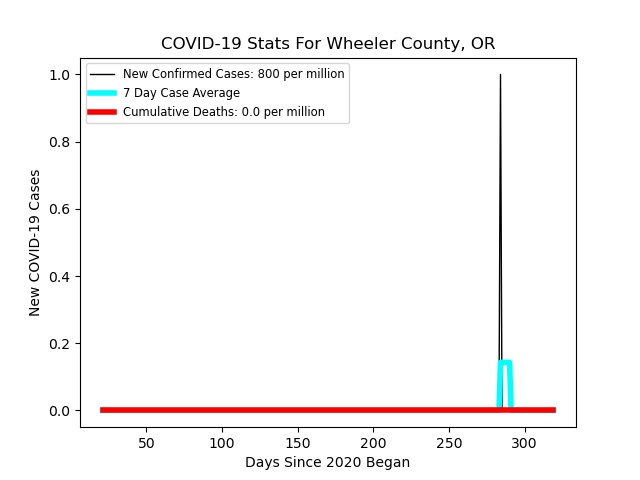 COVID-19 Stats For Wheeler County, OR
New Confirmed Cases: 800 per million
7 Day Case Average
Cumulative Deaths: 0.0 per million
New COVID-19 Cases
1.0
0.8
0.6
0.4
0.2
0.0
50 100 150 200 250 300
Days Since 2020 Began